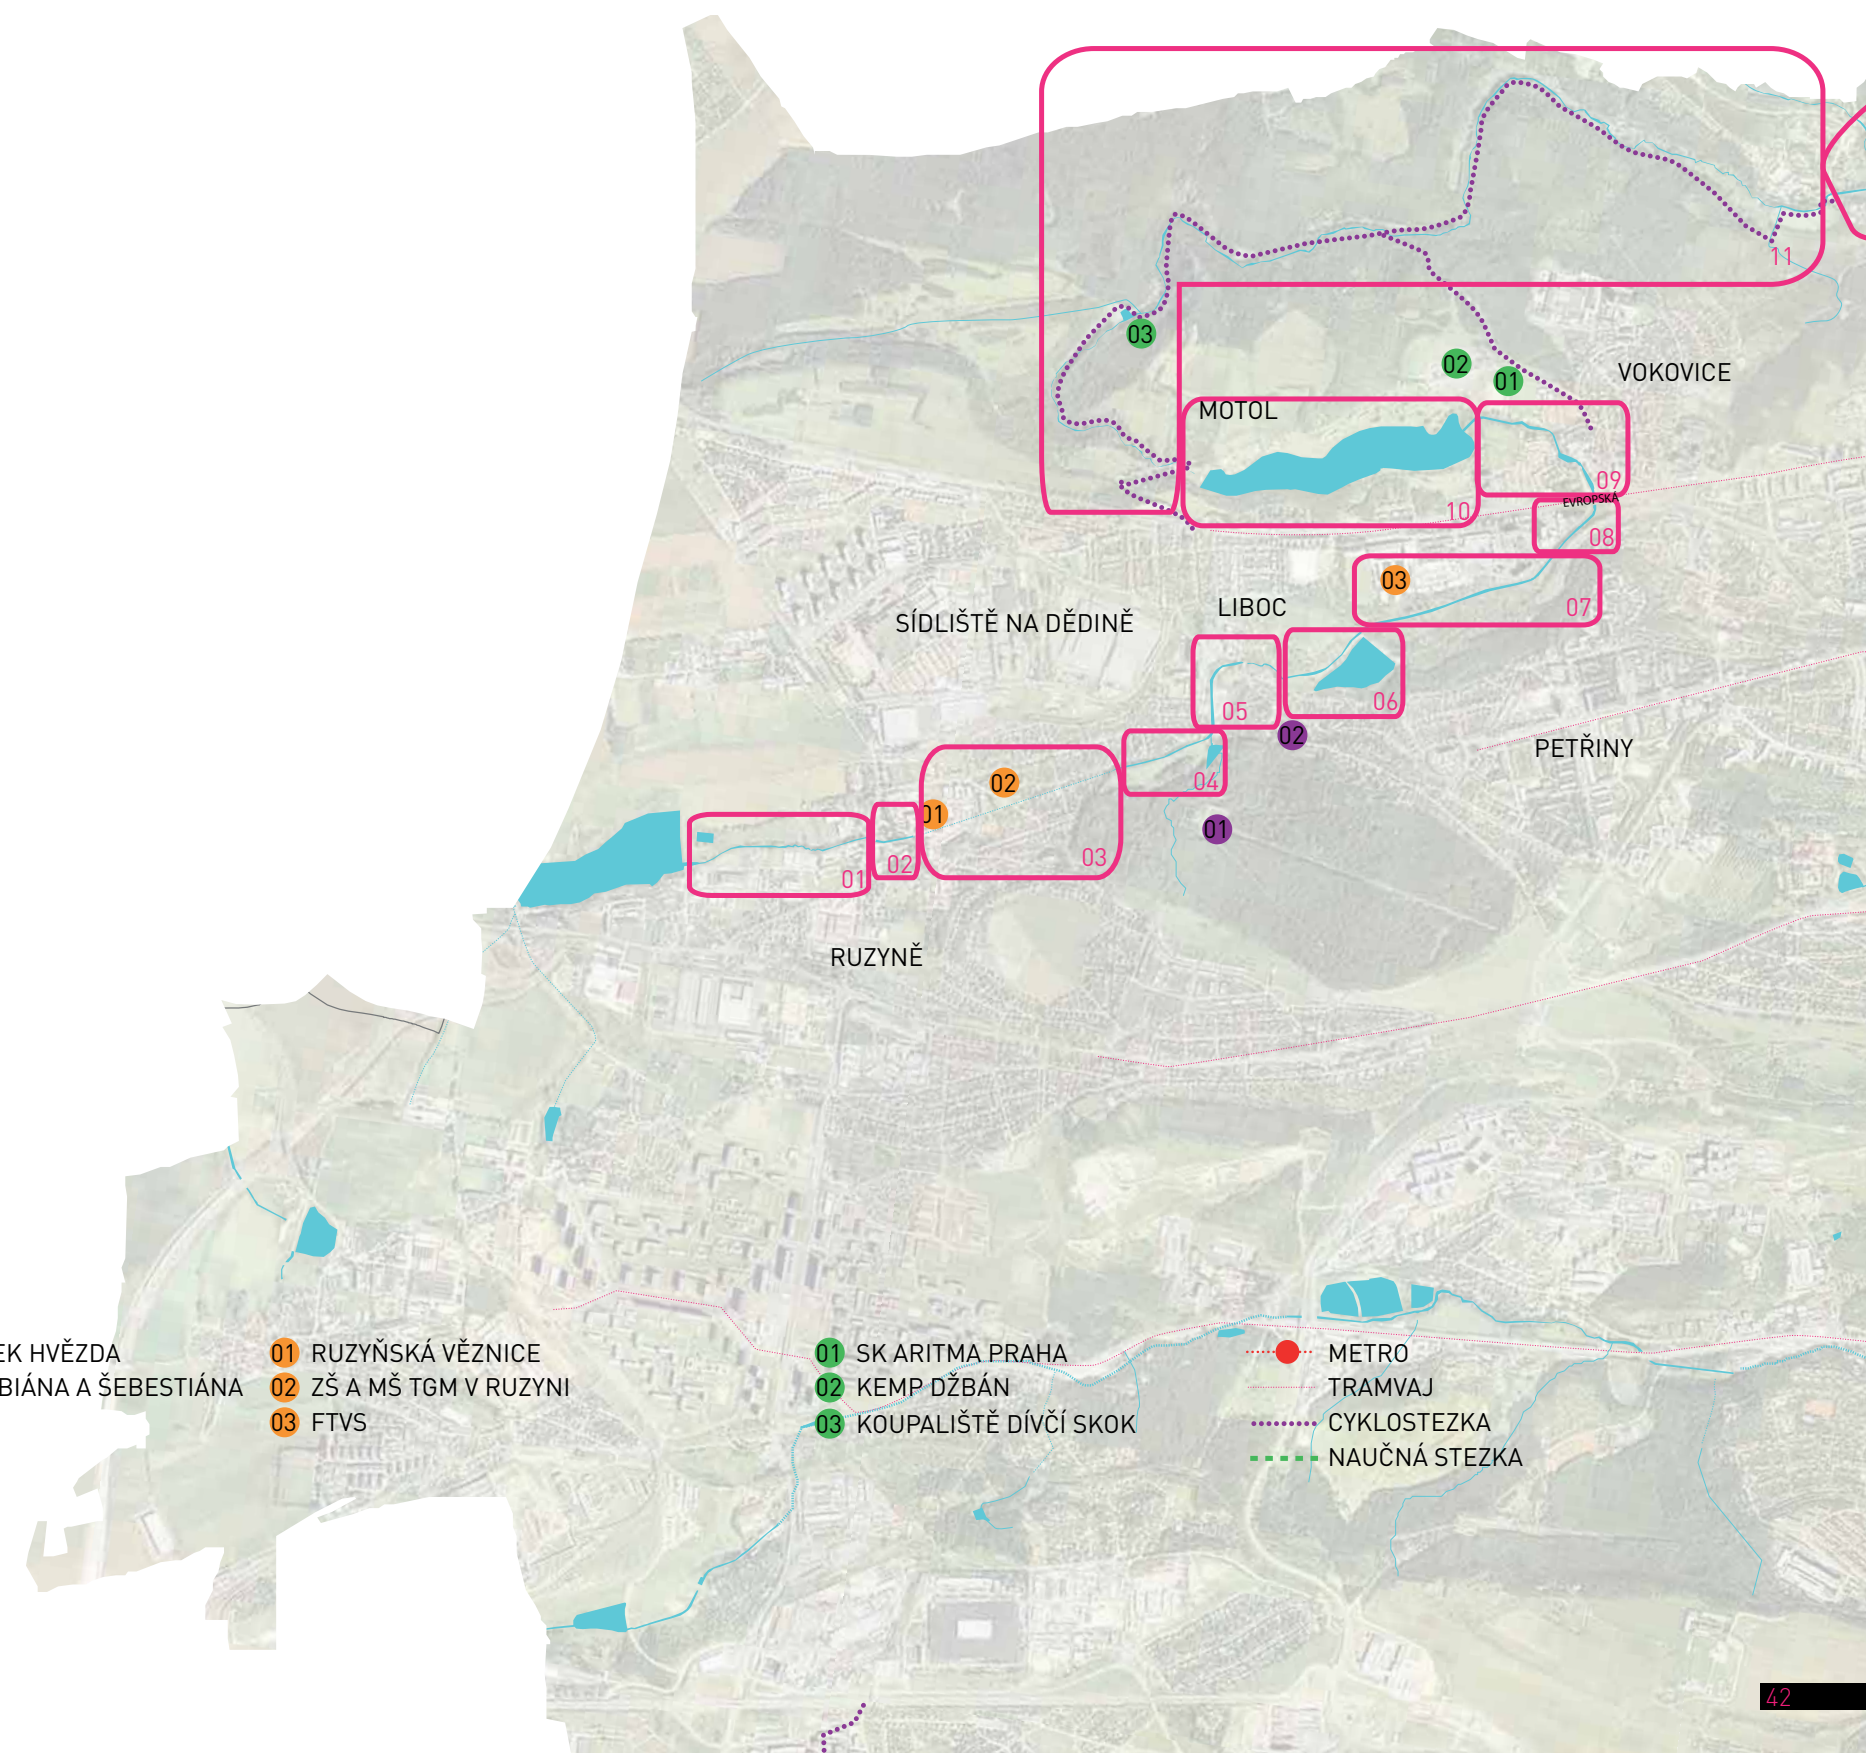 11
03
02
VOKOVICE
01
MOTOL
09
EVROPSKÁ
10
08
03
LIBOC
07
SÍDLIŠTĚ NA DĚDINĚ
06
05
02
PETŘINY
04
02
01
01
03
02
01
RUZYNĚ
EK HVĚZDA
BIÁNA A ŠEBESTIÁNA
01 RUZYŇSKÁ VĚZNICE
02 ZŠ A MŠ TGM V RUZYNI
03 FTVS
01 SK ARITMA PRAHA
02 KEMP DŽBÁN
03 KOUPALIŠTĚ DÍVČÍ SKOK
METRO
TRAMVAJ
CYKLOSTEZKA
NAUČNÁ STEZKA
42